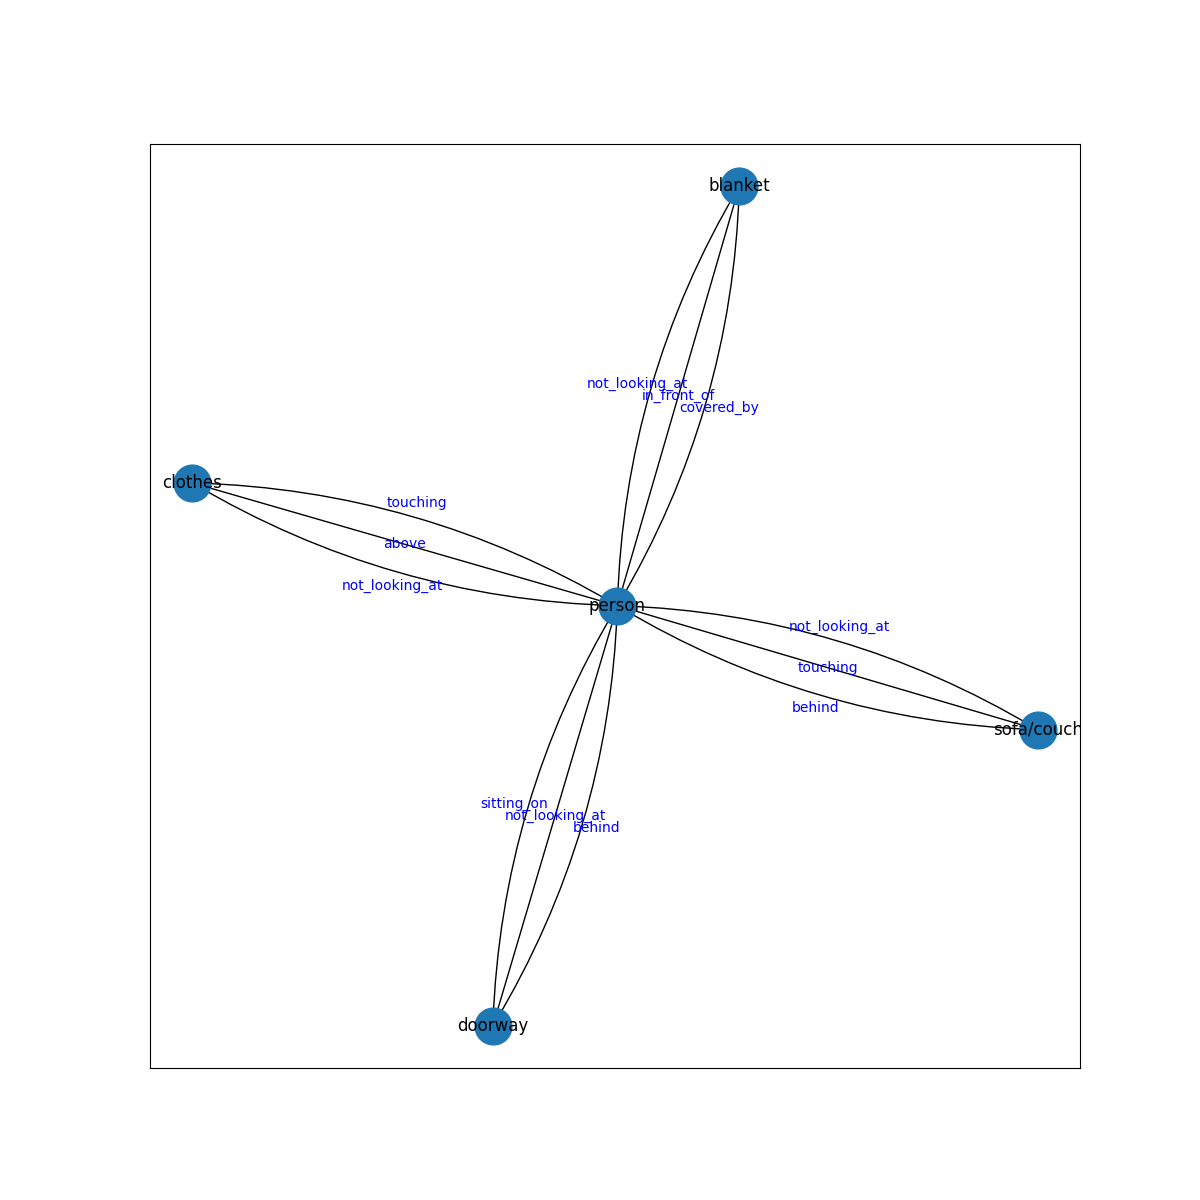 blanket
not_looking_at
in_front_of
covered_by
clothes
touching
above
not_looking_at
person
not_looking_at
touching
behind
sofa/couch
sitting_on
not_looking_at
behind
doorway